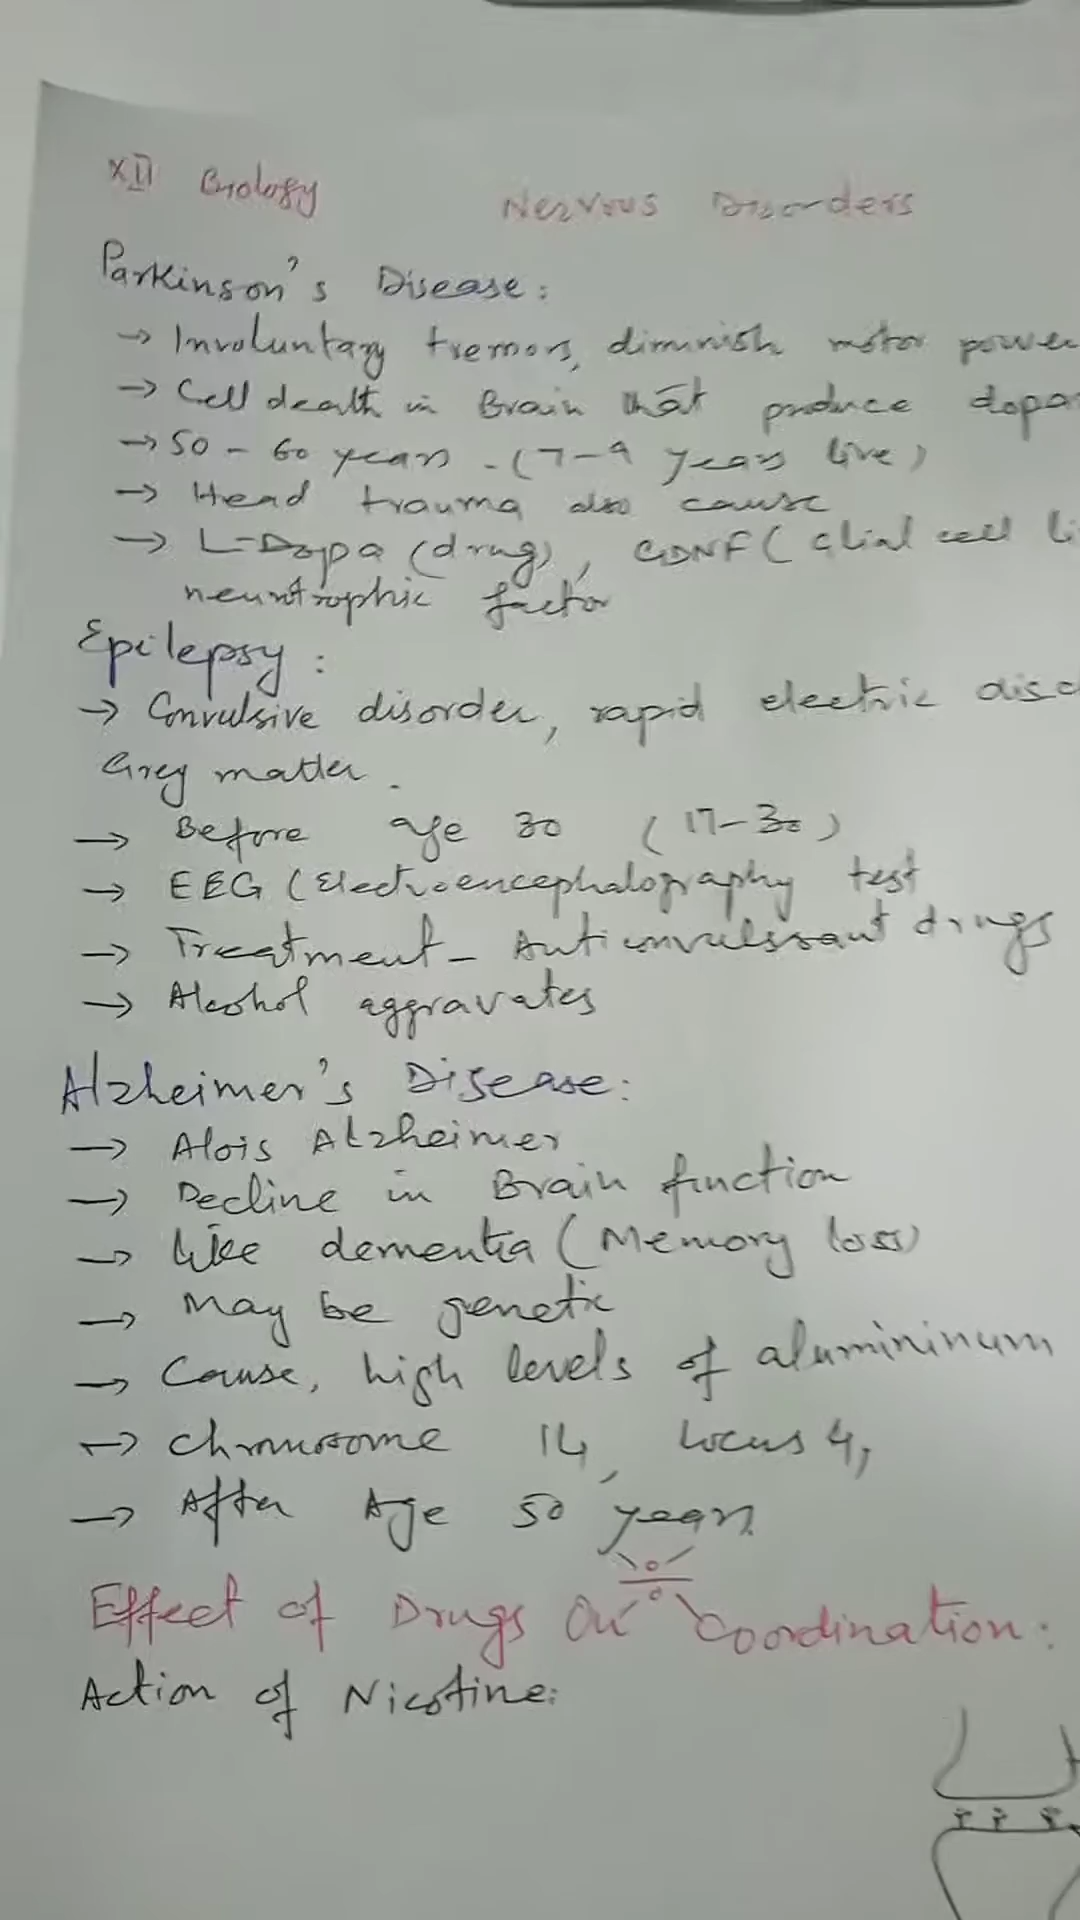 XII Biology
Nervous Disorders
Parkinson's Disease:
→ Involuntary tremors, diminish motor power
→ Cell death in Brain that produce dopa
→ 50 - 60 years - (7-9 years live)
→ Head trauma also cause
→ L-Dopa (drug), GDNF (Glial cell li
neurotrophic factor
Epilepsy :
→ Convulsive disorder, rapid electric disc
Grey matter.
→ Before age 30 (17-30)
→ EEG (Electroencephalography test
→ Treatment - Anticonvulssant drugs
→ Alcohol aggravates
Alzheimer's Disease:
→ Alois Alzheimer
→ Decline in Brain function
→ like dementia (Memory loss)
→ May be genetic
→ Cause, high levels of alumininum
→ chromosome 14, locus 4,
→ After Age 50 years.
Effect of Drugs On Coordination:
Action of Nicotine: